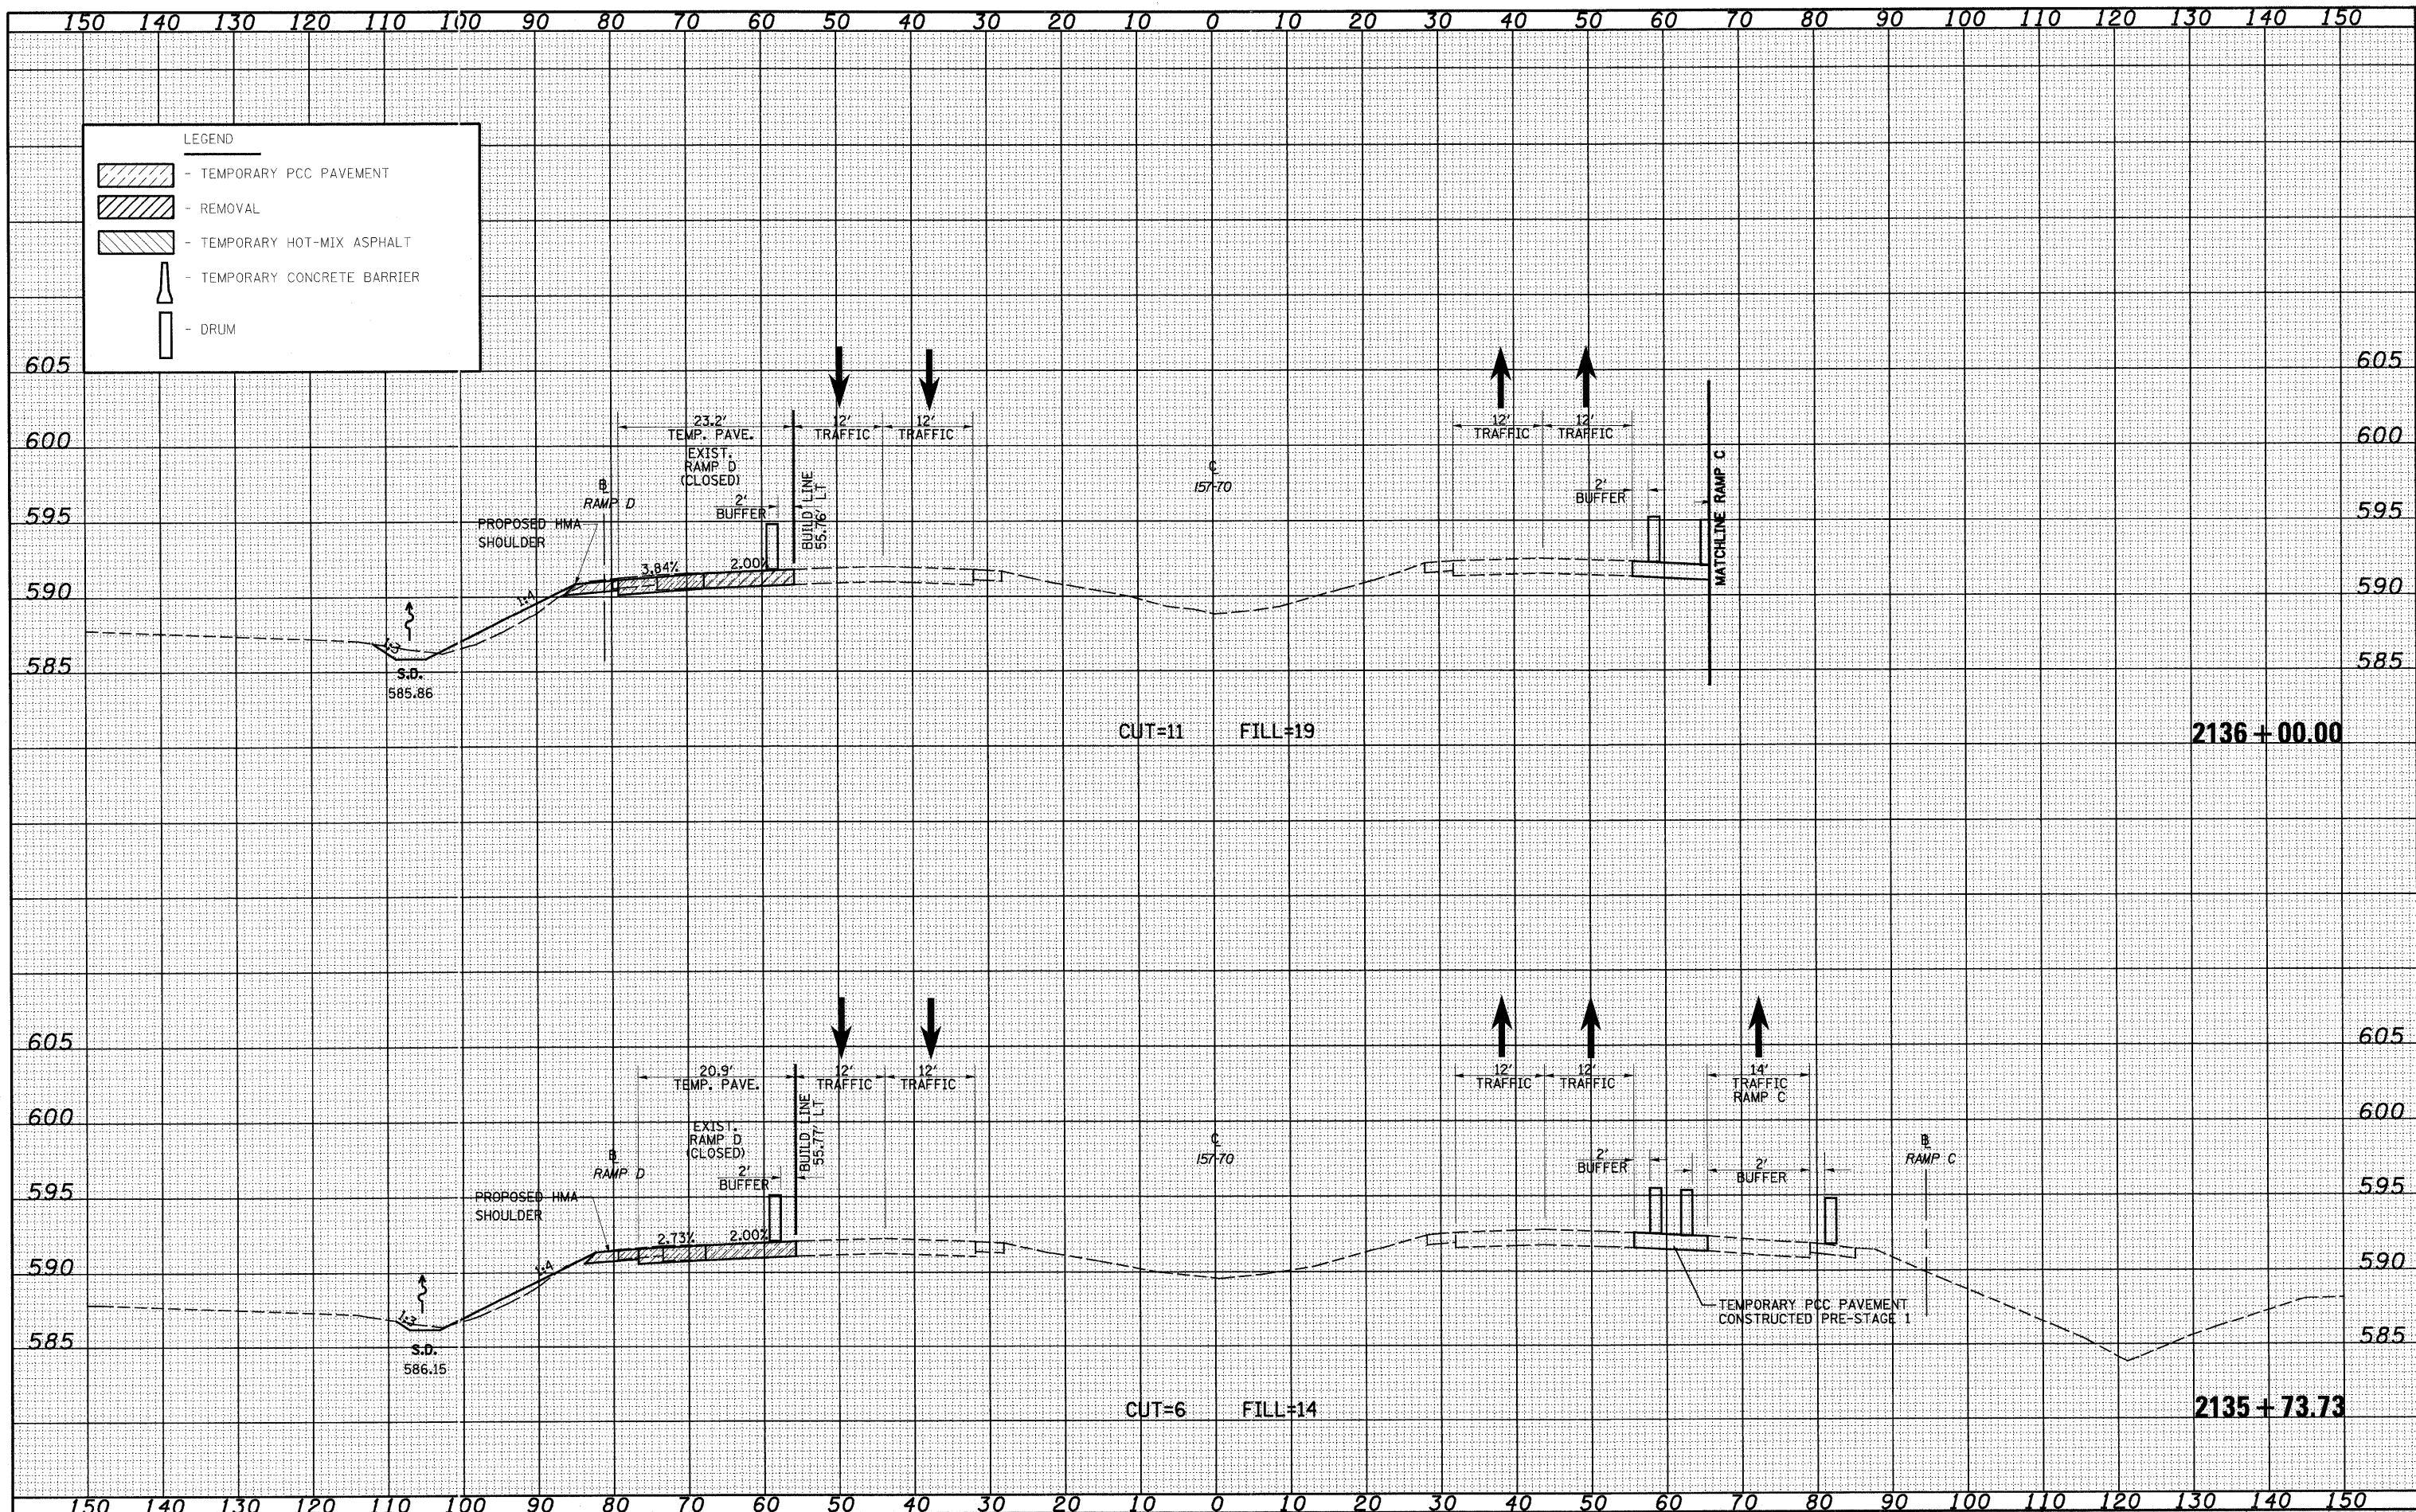 150 140 130 120 110 100 90 80 70 60 50 40 30 20 10 0 10 20 30 40 50 60 70 80 90 100 110 120 130 140 150
LEGEND
- TEMPORARY PCC PAVEMENT
- REMOVAL
- TEMPORARY HOT-MIX ASPHALT
- TEMPORARY CONCRETE BARRIER
- DRUM
605 605
600 600
595 595
590 590
585 585
23.2'
TEMP. PAVE.
12'
TRAFFIC
12'
TRAFFIC
12'
TRAFFIC
12'
TRAFFIC
EXIST.
RAMP D
(CLOSED)
B
RAMP D
2'
BUFFER
BUILD LINE
55.76' LT
PROPOSED HMA
SHOULDER
3.84%
2.00%
1:4
S.D.
585.86
C
I57-70
2'
BUFFER
MATCHLINE RAMP C
CUT=11 FILL=19
2136+00.00
605 605
600 600
595 595
590 590
585 585
20.9'
TEMP. PAVE.
12'
TRAFFIC
12'
TRAFFIC
12'
TRAFFIC
12'
TRAFFIC
14'
TRAFFIC
RAMP C
EXIST.
RAMP D
(CLOSED)
B
RAMP D
2'
BUFFER
BUILD LINE
55.77' LT
PROPOSED HMA
SHOULDER
2.73%
2.00%
1:4
1:3
S.D.
586.15
C
I57-70
2'
BUFFER
2'
BUFFER
B
RAMP C
TEMPORARY PCC PAVEMENT
CONSTRUCTED PRE-STAGE 1
CUT=6 FILL=14
2135+73.73
150 140 130 120 110 100 90 80 70 60 50 40 30 20 10 0 10 20 30 40 50 60 70 80 90 100 110 120 130 140 150